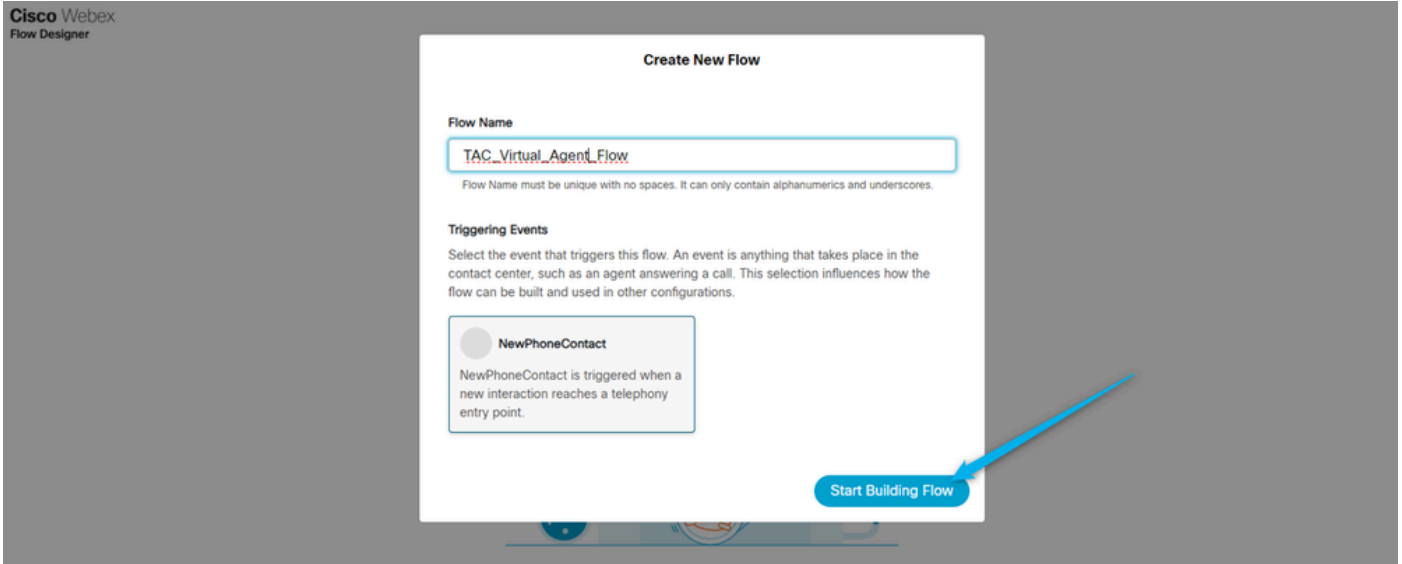 Cisco Webex
Flow Designer
Create New Flow
Flow Name
TAC_Virtual_Agent_Flow
Flow Name must be unique with no spaces. It can only contain alphanumerics and underscores.
Triggering Events
Select the event that triggers this flow. An event is anything that takes place in the
contact center, such as an agent answering a call. This selection influences how the
flow can be built and used in other configurations.
NewPhoneContact
NewPhoneContact is triggered when a
new interaction reaches a telephony
entry point.
Start Building Flow